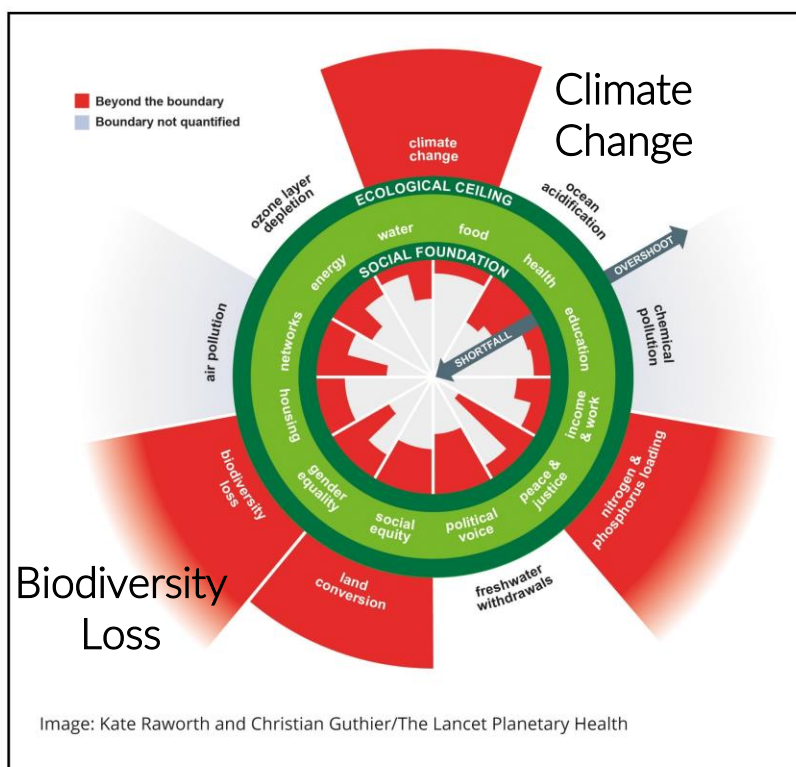 Beyond the boundary
Boundary not quantified
Climate
Change
climate
change
ozone layer
depletion
ocean
acidification
ECOLOGICAL CEILING
OVERSHOOT
water
food
energy
health
SOCIAL FOUNDATION
air pollution
networks
SHORTFALL
education
chemical
pollution
housing
income
& work
biodiversity
loss
gender
equality
social
equity
political
voice
peace &
justice
nitrogen &
phosphorus loading
land
conversion
freshwater
withdrawals
Biodiversity
Loss
Image: Kate Raworth and Christian Guthier/The Lancet Planetary Health